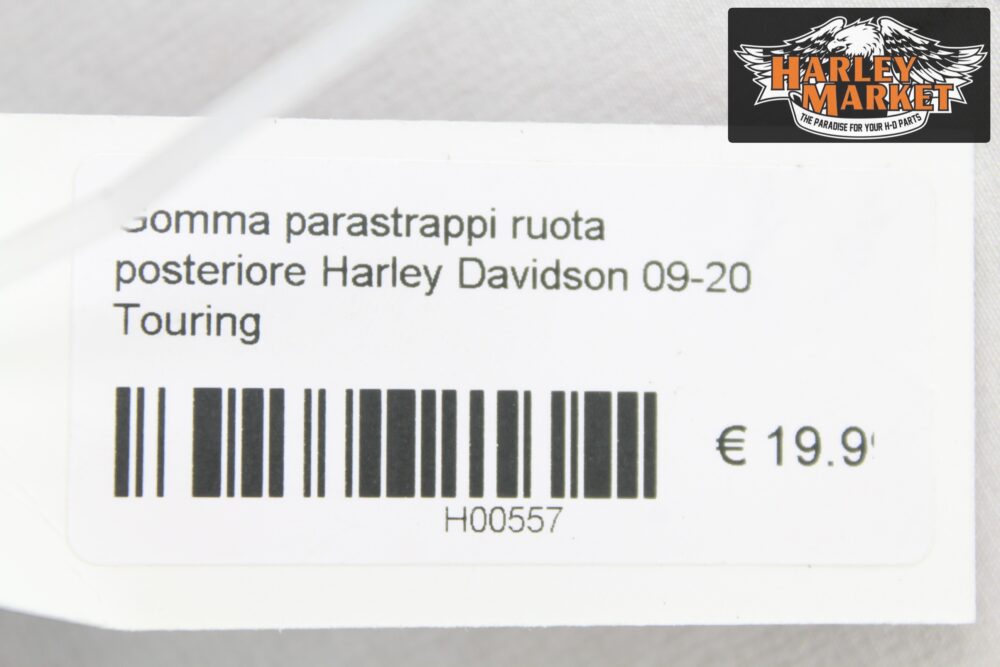 HARLEY
MARKET
THE PARADISE FOR YOUR H-D PARTS
Gomma parastrappi ruota
posteriore Harley Davidson 09-20
Touring
€ 19.9
H00557